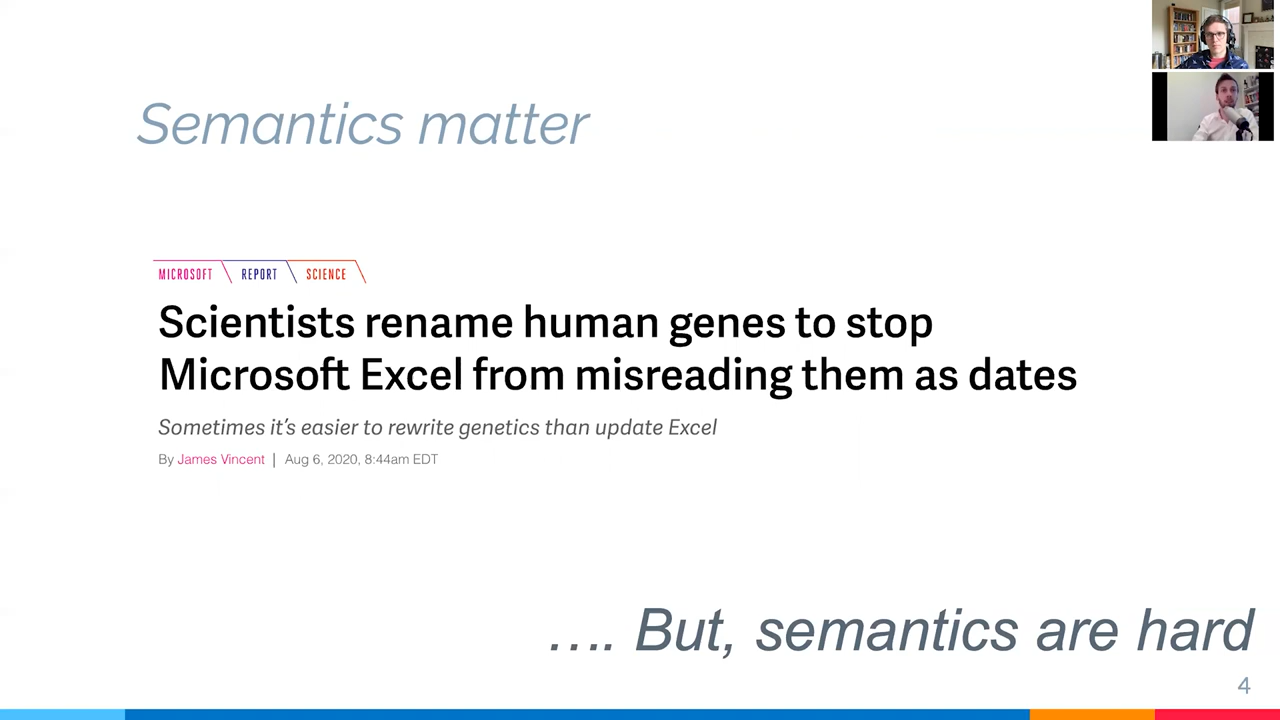 Semantics matter
MICROSOFT REPORT SCIENCE
Scientists rename human genes to stop
Microsoft Excel from misreading them as dates
Sometimes it's easier to rewrite genetics than update Excel
By James Vincent | Aug 6, 2020, 8:44am EDT
.... But, semantics are hard
4